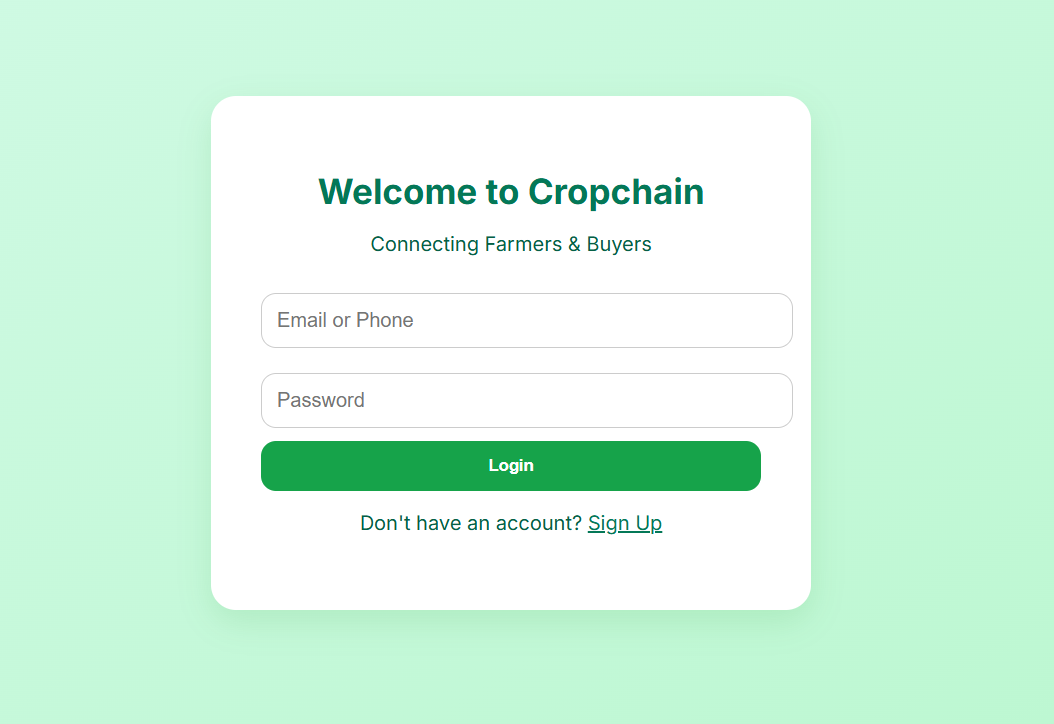 Welcome to Cropchain
Connecting Farmers & Buyers
Email or Phone
Password
Login
Don't have an account? Sign Up